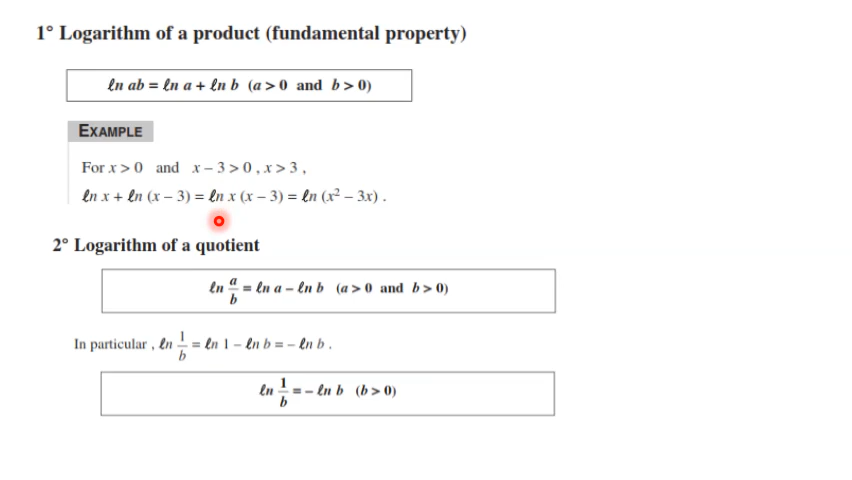 1° Logarithm of a product (fundamental property)
ℓn ab = ℓn a + ℓn b (a > 0 and b > 0)
EXAMPLE
For x > 0 and x – 3 > 0 , x > 3 ,
ℓn x + ℓn (x – 3) = ℓn x (x – 3) = ℓn (x² – 3x) .
2° Logarithm of a quotient
ℓn a/b = ℓn a – ℓn b (a > 0 and b > 0)
In particular , ℓn 1/b = ℓn 1 – ℓn b = – ℓn b .
ℓn 1/b = – ℓn b (b > 0)